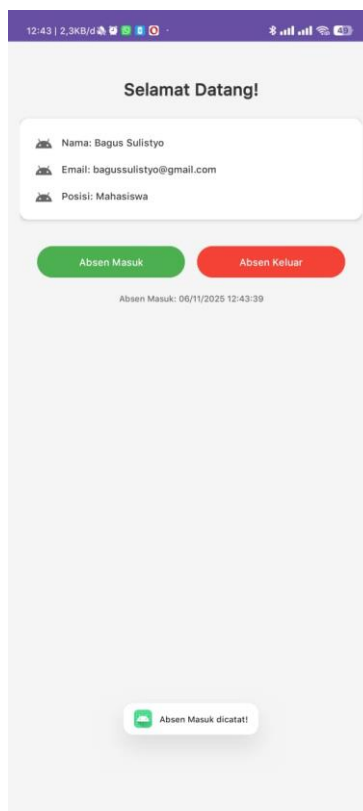 12:43 | 2,3KB/d
49
Selamat Datang!
Nama: Bagus Sulistyo
Email: bagussulistyo@gmail.com
Posisi: Mahasiswa
Absen Masuk Absen Keluar
Absen Masuk: 06/11/2025 12:43:39
Absen Masuk dicatat!